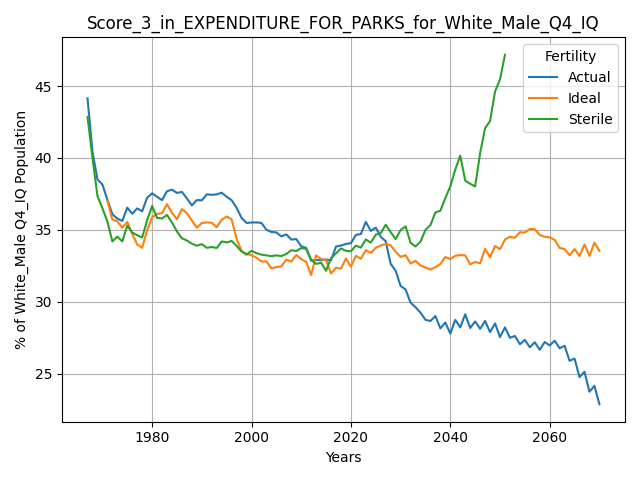 Score_3_in_EXPENDITURE_FOR_PARKS_for_White_Male_Q4_IQ
Fertility
Actual
Ideal
Sterile
% of White_Male Q4_IQ Population
45
40
35
30
25
1980
2000
2020
2040
2060
Years